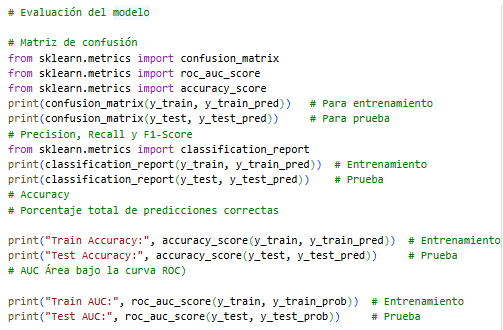 # Evaluación del modelo
# Matriz de confusión
from sklearn.metrics import confusion_matrix
from sklearn.metrics import roc_auc_score
from sklearn.metrics import accuracy_score
print(confusion_matrix(y_train, y_train_pred))   # Para entrenamiento
print(confusion_matrix(y_test, y_test_pred))     # Para prueba
# Precision, Recall y F1-Score
from sklearn.metrics import classification_report
print(classification_report(y_train, y_train_pred))  # Entrenamiento
print(classification_report(y_test, y_test_pred))    # Prueba
# Accuracy
# Porcentaje total de predicciones correctas
print("Train Accuracy:", accuracy_score(y_train, y_train_pred))  # Entrenamiento
print("Test Accuracy:", accuracy_score(y_test, y_test_pred))     # Prueba
# AUC Área bajo la curva ROC)
print("Train AUC:", roc_auc_score(y_train, y_train_prob))  # Entrenamiento
print("Test AUC:", roc_auc_score(y_test, y_test_prob))     # Prueba